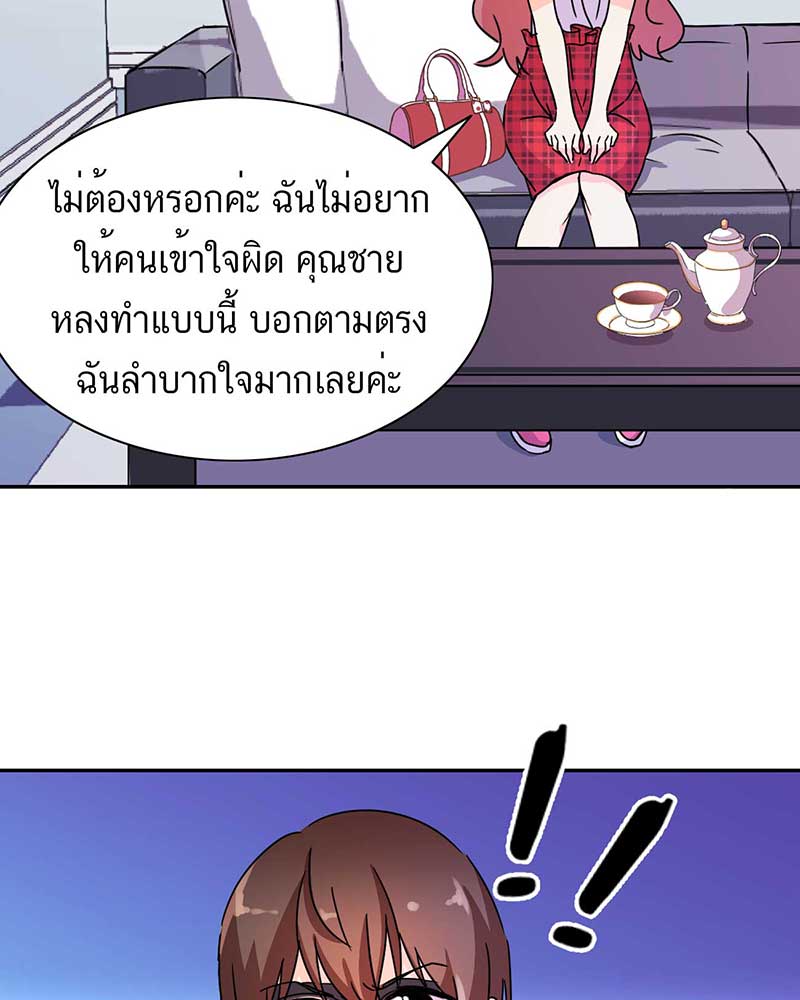 ไม่ต้องหรอกค่ะ ฉันไม่อยาก
ให้คนเข้าใจผิด คุณชาย
หลงทำแบบนี้ บอกตามตรง
ฉันลำบากใจมากเลยค่ะ
!!